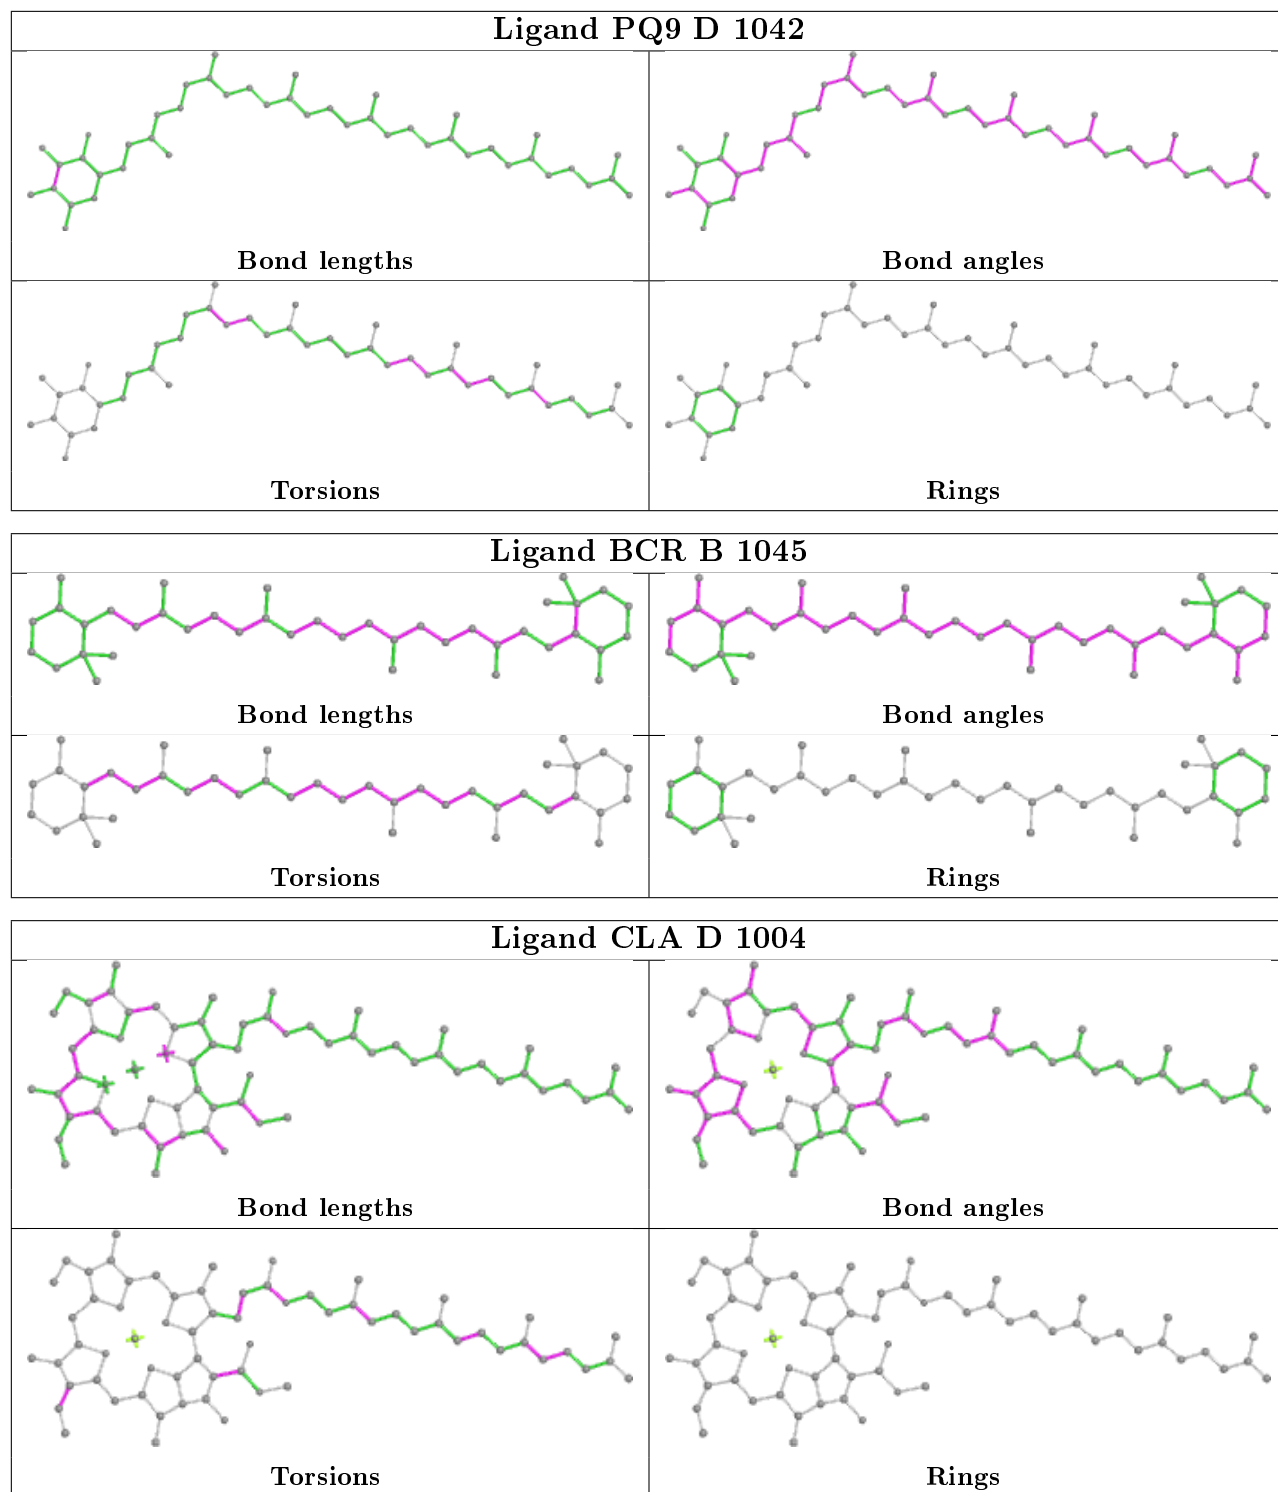 Ligand PQ9 D 1042
Bond lengths
Bond angles
Torsions
Rings
Ligand BCR B 1045
Bond lengths
Bond angles
Torsions
Rings
Ligand CLA D 1004
Bond lengths
Bond angles
Torsions
Rings